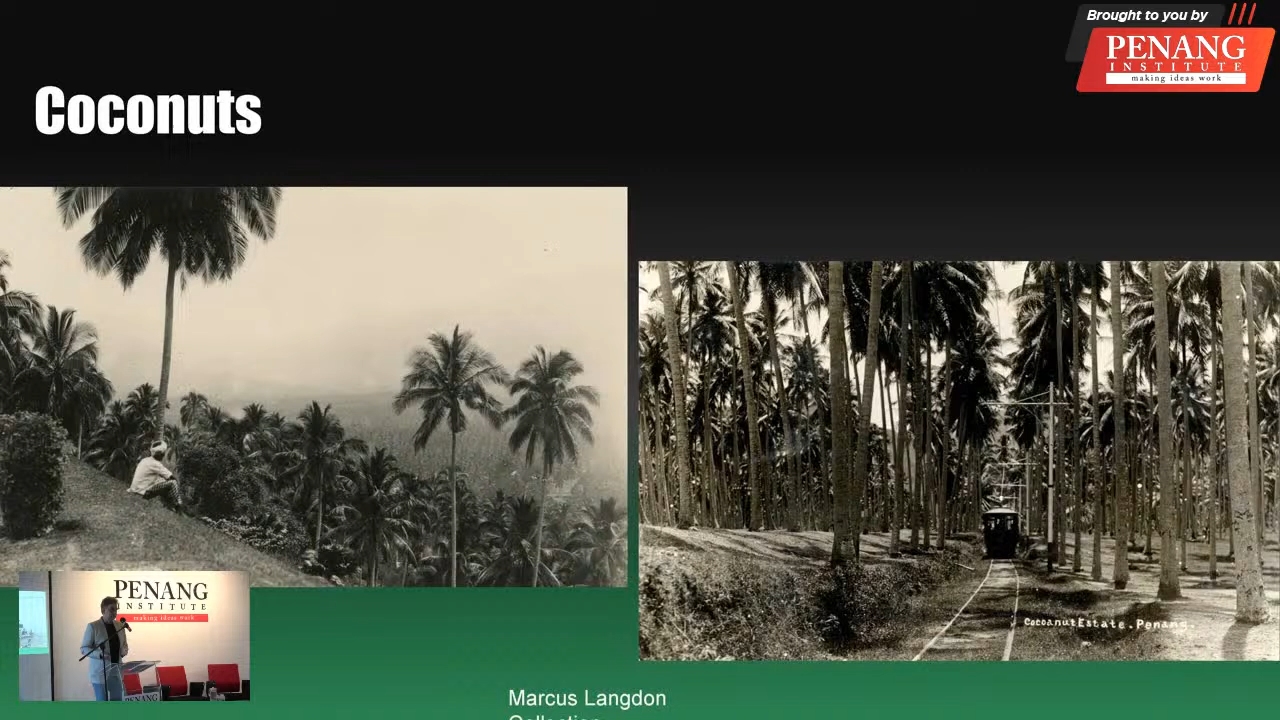 Brought to you by
PENANG
INSTITUTE
making ideas work
Coconuts
Cocoanut Estate. Penang.
PENANG
INSTITUTE
making ideas work
PENANG
Marcus Langdon
Collection